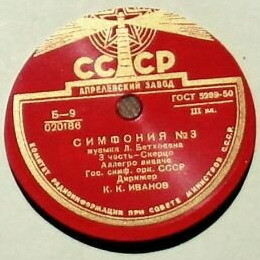 СССР
АПРЕЛЕВСКИЙ ЗАВОД
Б—9
020186
ГОСТ 5289-50
III кл.
СИМФОНИЯ №3
музыка Л. Бетховена
3 часть—Скерцо
Аллегро виваче
Гос. симф. орк. СССР
Дирижер
К. К. ИВАНОВ
КОМИТЕТ РАДИОИНФОРМАЦИИ ПРИ СОВЕТЕ МИНИСТРОВ СССР.